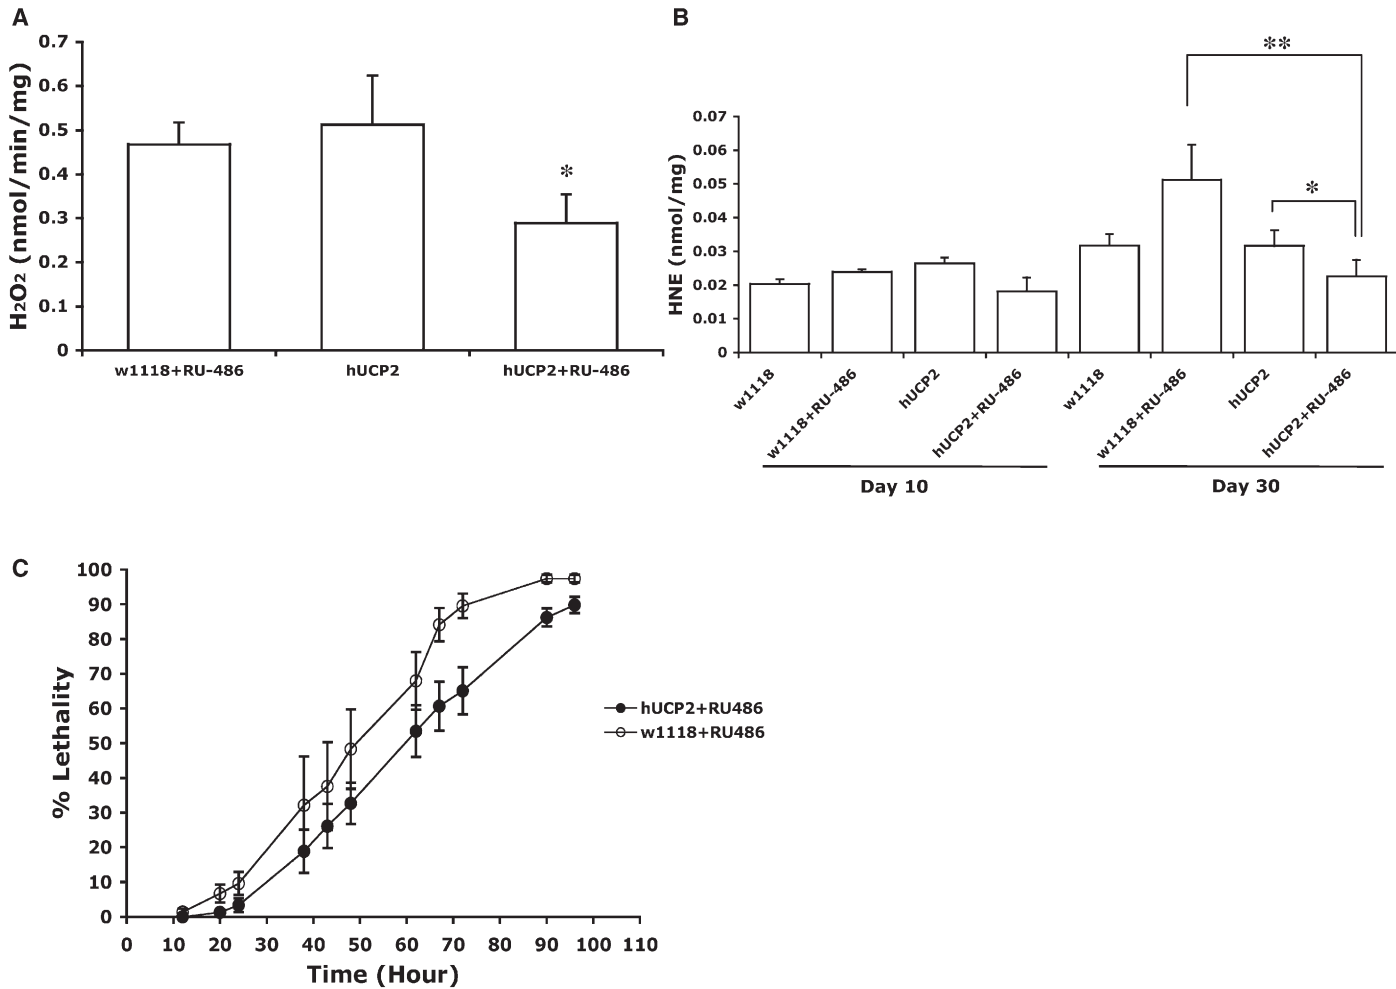 A
H2O2 (nmol/min/mg)
0.7
0.6
0.5
0.4
0.3
0.2
0.1
0
*
w1118+RU-486
hUCP2
hUCP2+RU-486
B
HNE (nmol/mg)
0.07
0.06
0.05
0.04
0.03
0.02
0.01
0
**
*
w1118
w1118+RU-486
hUCP2
hUCP2+RU-486
w1118
w1118+RU-486
hUCP2
hUCP2+RU-486
Day 10
Day 30
C
% Lethality
100
90
80
70
60
50
40
30
20
10
0
0 10 20 30 40 50 60 70 80 90 100 110
Time (Hour)
hUCP2+RU486
w1118+RU486